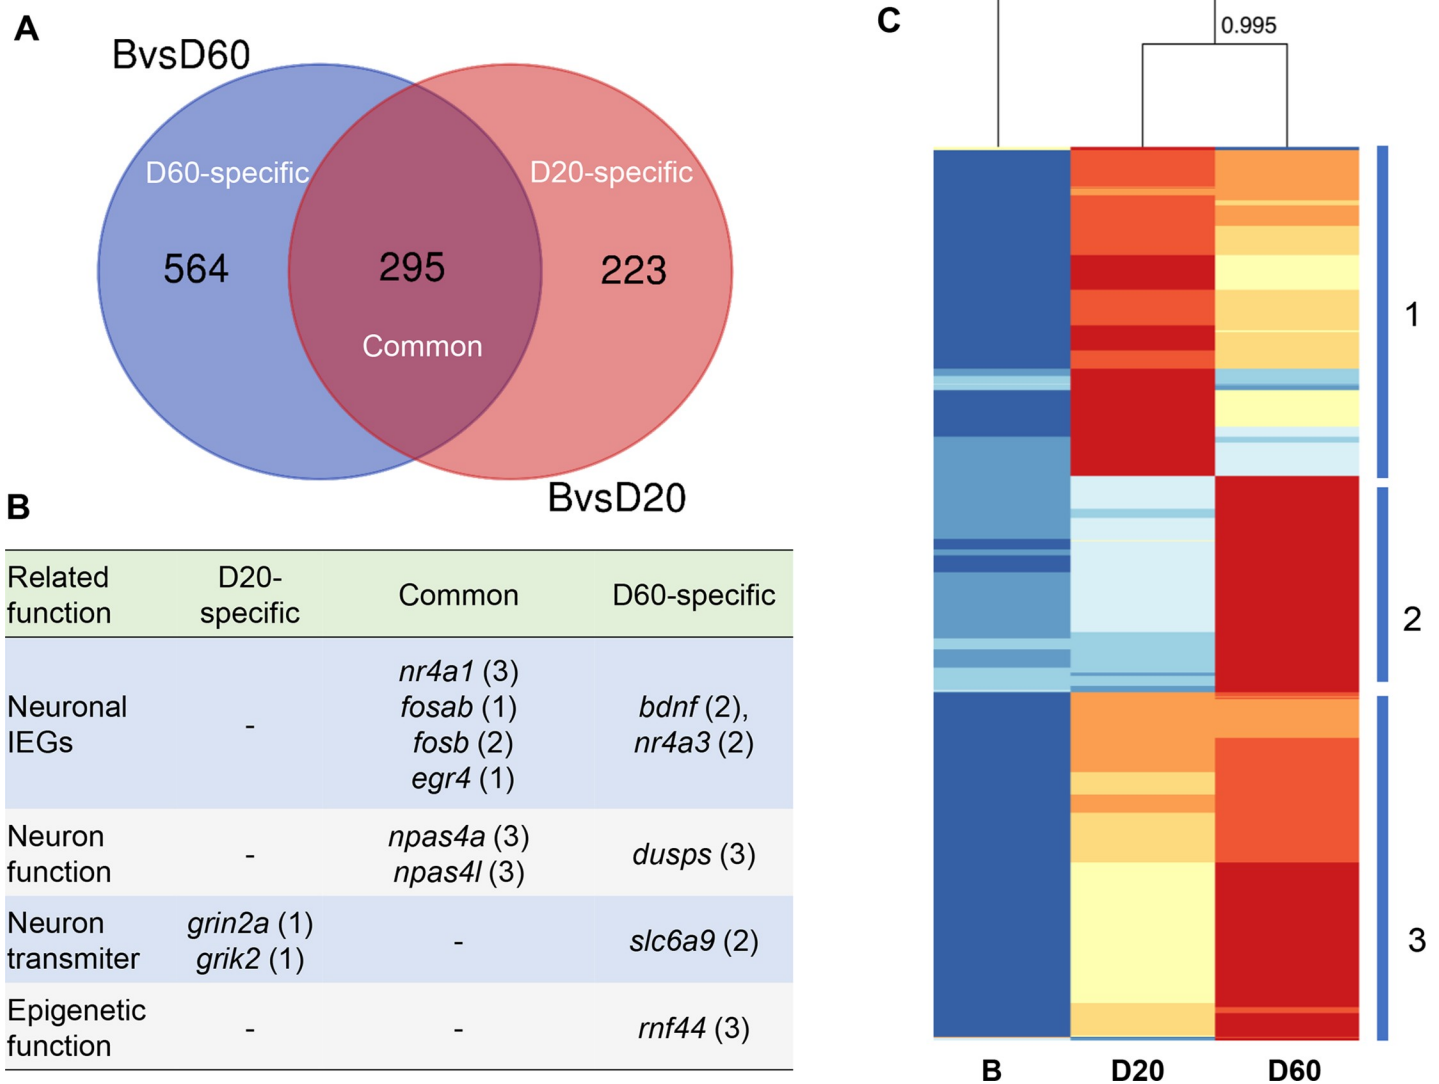 A
BvsD60
D60-specific
D20-specific
564
295
223
Common
BvsD20
B
Related function
D20-specific
Common
D60-specific
Neuronal IEGs
-
nr4a1 (3)
fosab (1)
fosb (2)
egr4 (1)
bdnf (2),
nr4a3 (2)
Neuron function
-
npas4a (3)
npas4l (3)
dusps (3)
Neuron transmiter
grin2a (1)
grik2 (1)
-
slc6a9 (2)
Epigenetic function
-
-
rnf44 (3)
C
0.995
1
2
3
B
D20
D60